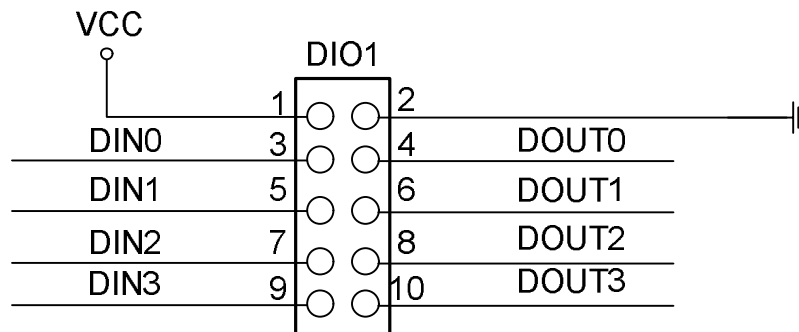 VCC
DIO1
1 2
DIN0 3 4 DOUT0
DIN1 5 6 DOUT1
DIN2 7 8 DOUT2
DIN3 9 10 DOUT3